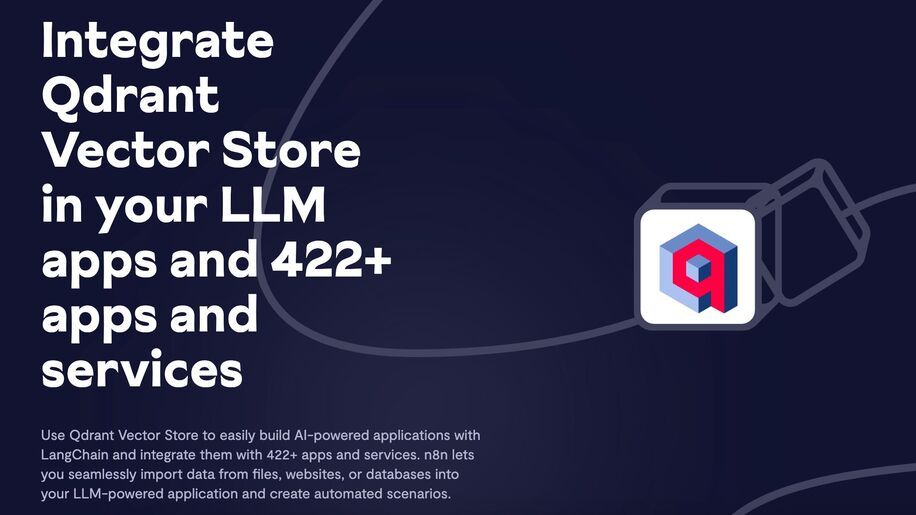 Integrate
Qdrant
Vector Store
in your LLM
apps and 422+
apps and
services
Use Qdrant Vector Store to easily build AI-powered applications with
LangChain and integrate them with 422+ apps and services. n8n lets
you seamlessly import data from files, websites, or databases into
your LLM-powered application and create automated scenarios.